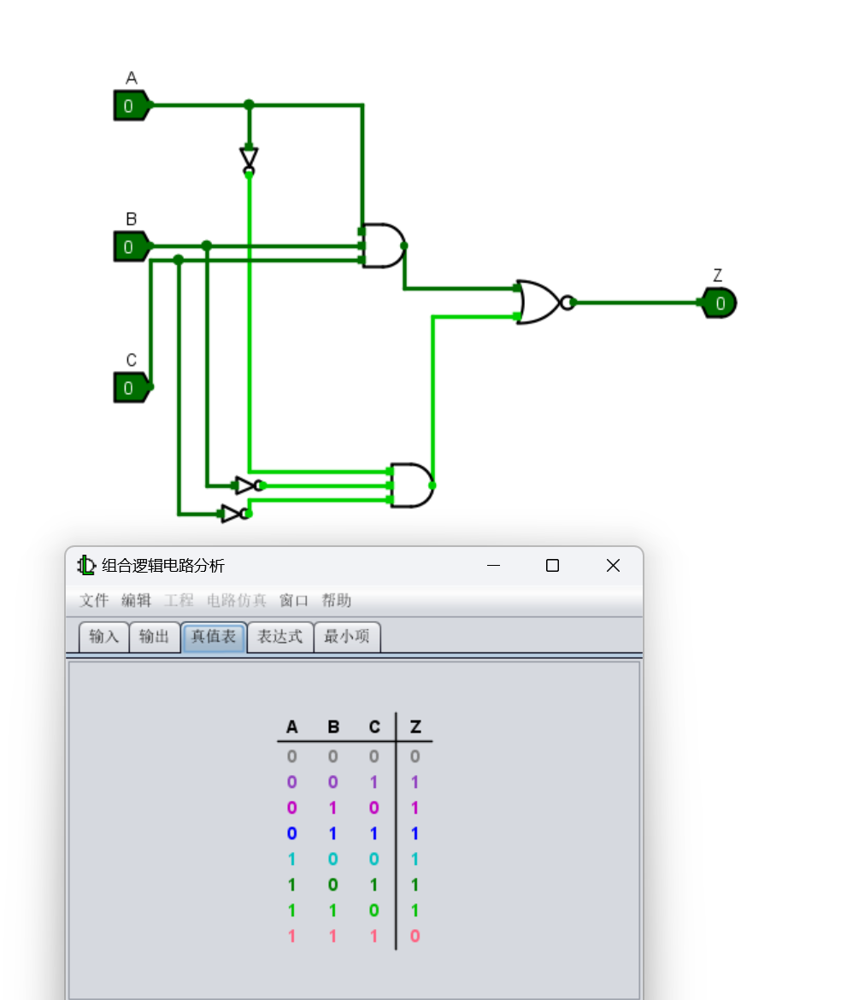 A
0
B
0
Z
0
C
0
组合逻辑电路分析
文件 编辑 工程 电路仿真 窗口 帮助
输入 输出 真值表 表达式 最小项
A B C Z
0 0 0 0
0 0 1 1
0 1 0 1
0 1 1 1
1 0 0 1
1 0 1 1
1 1 0 1
1 1 1 0